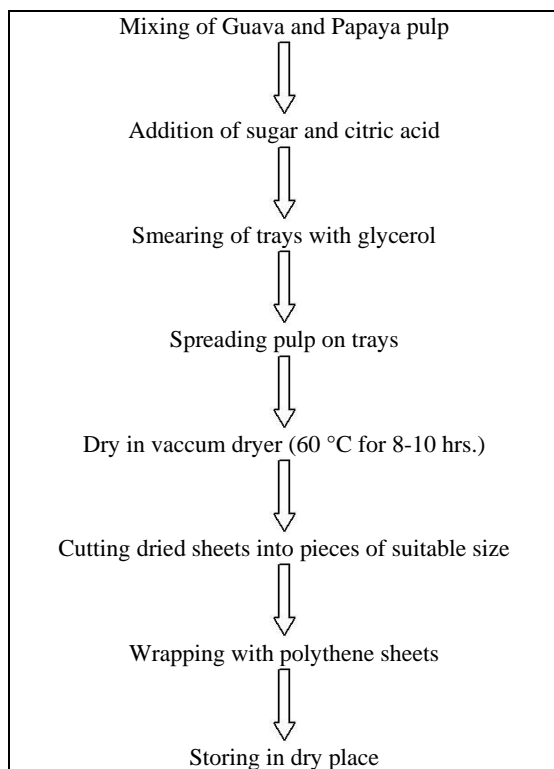 Mixing of Guava and Papaya pulp
Addition of sugar and citric acid
Smearing of trays with glycerol
Spreading pulp on trays
Dry in vaccum dryer (60 °C for 8-10 hrs.)
Cutting dried sheets into pieces of suitable size
Wrapping with polythene sheets
Storing in dry place